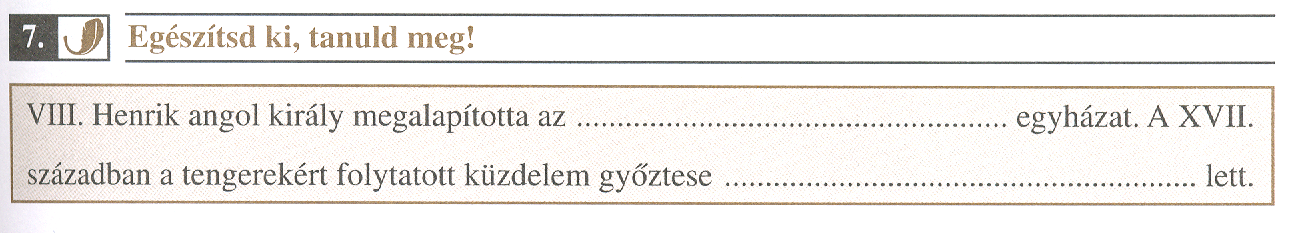 7. Egészítsd ki, tanuld meg!
VIII. Henrik angol király megalapította az ........................................................ egyházat. A XVII.
században a tengerekért folytatott küzdelem győztese ............................................................. lett.